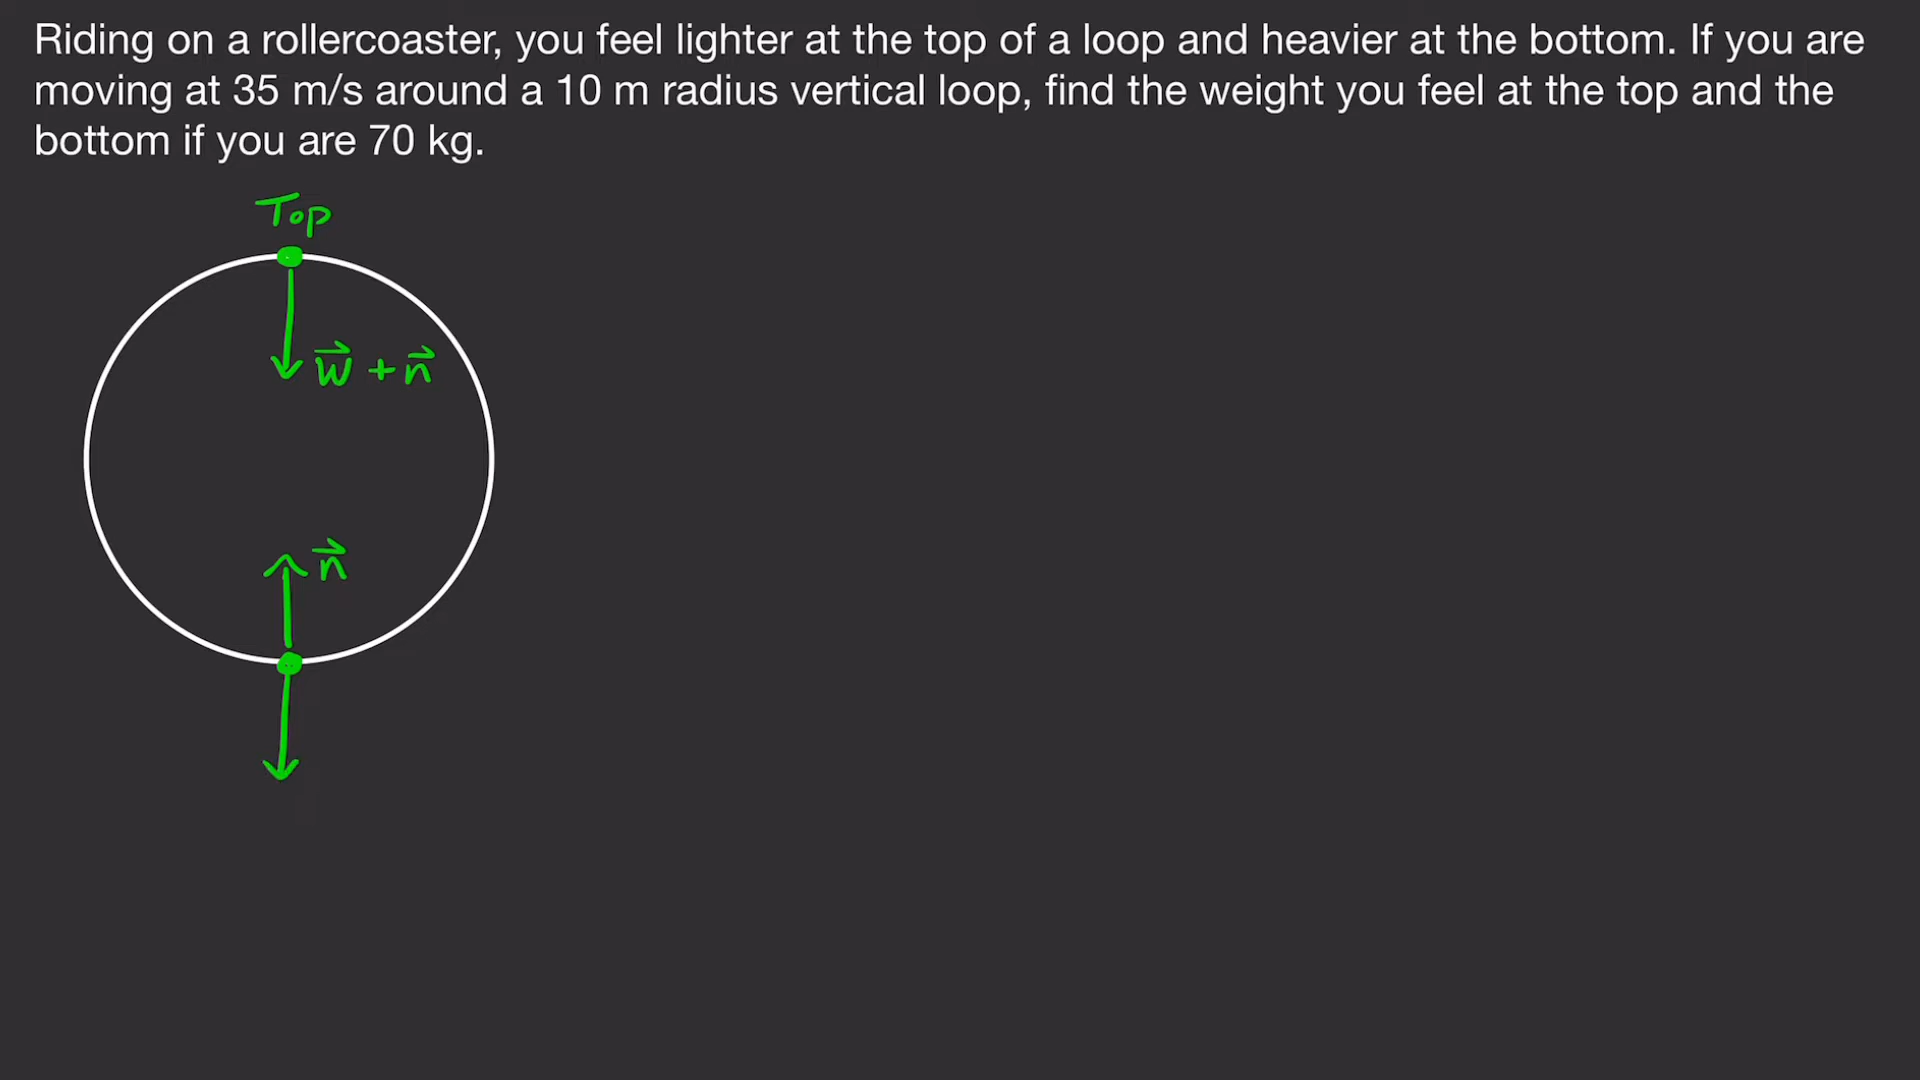 Riding on a rollercoaster, you feel lighter at the top of a loop and heavier at the bottom. If you are
moving at 35 m/s around a 10 m radius vertical loop, find the weight you feel at the top and the
bottom if you are 70 kg.
Top
w⃗ + n⃗
n⃗